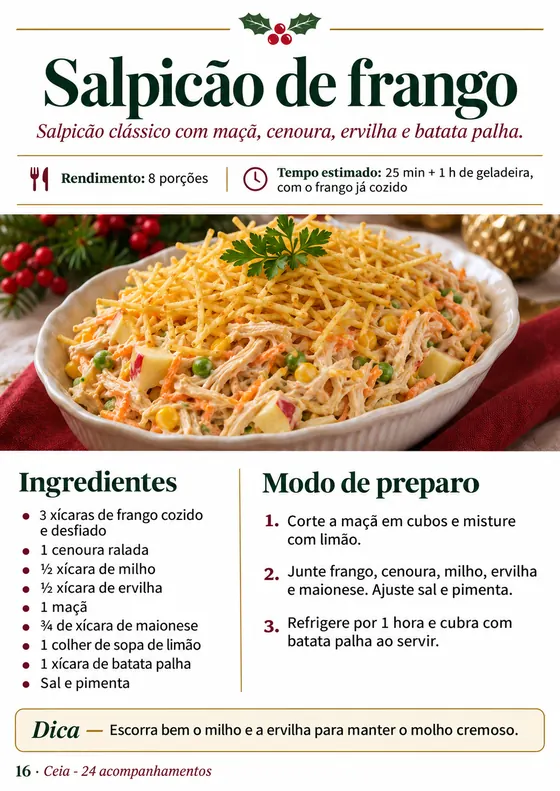 Salpicão de frango
Salpicão clássico com maçã, cenoura, ervilha e batata palha.
Rendimento: 8 porções
Tempo estimado: 25 min + 1 h de geladeira,
com o frango já cozido
Ingredientes
• 3 xícaras de frango cozido
e desfiado
• 1 cenoura ralada
• ½ xícara de milho
• ½ xícara de ervilha
• 1 maçã
• ¾ de xícara de maionese
• 1 colher de sopa de limão
• 1 xícara de batata palha
• Sal e pimenta
Modo de preparo
1. Corte a maçã em cubos e misture
com limão.
2. Junte frango, cenoura, milho, ervilha
e maionese. Ajuste sal e pimenta.
3. Refrigere por 1 hora e cubra com
batata palha ao servir.
Dica — Escorra bem o milho e a ervilha para manter o molho cremoso.
16 · Ceia - 24 acompanhamentos